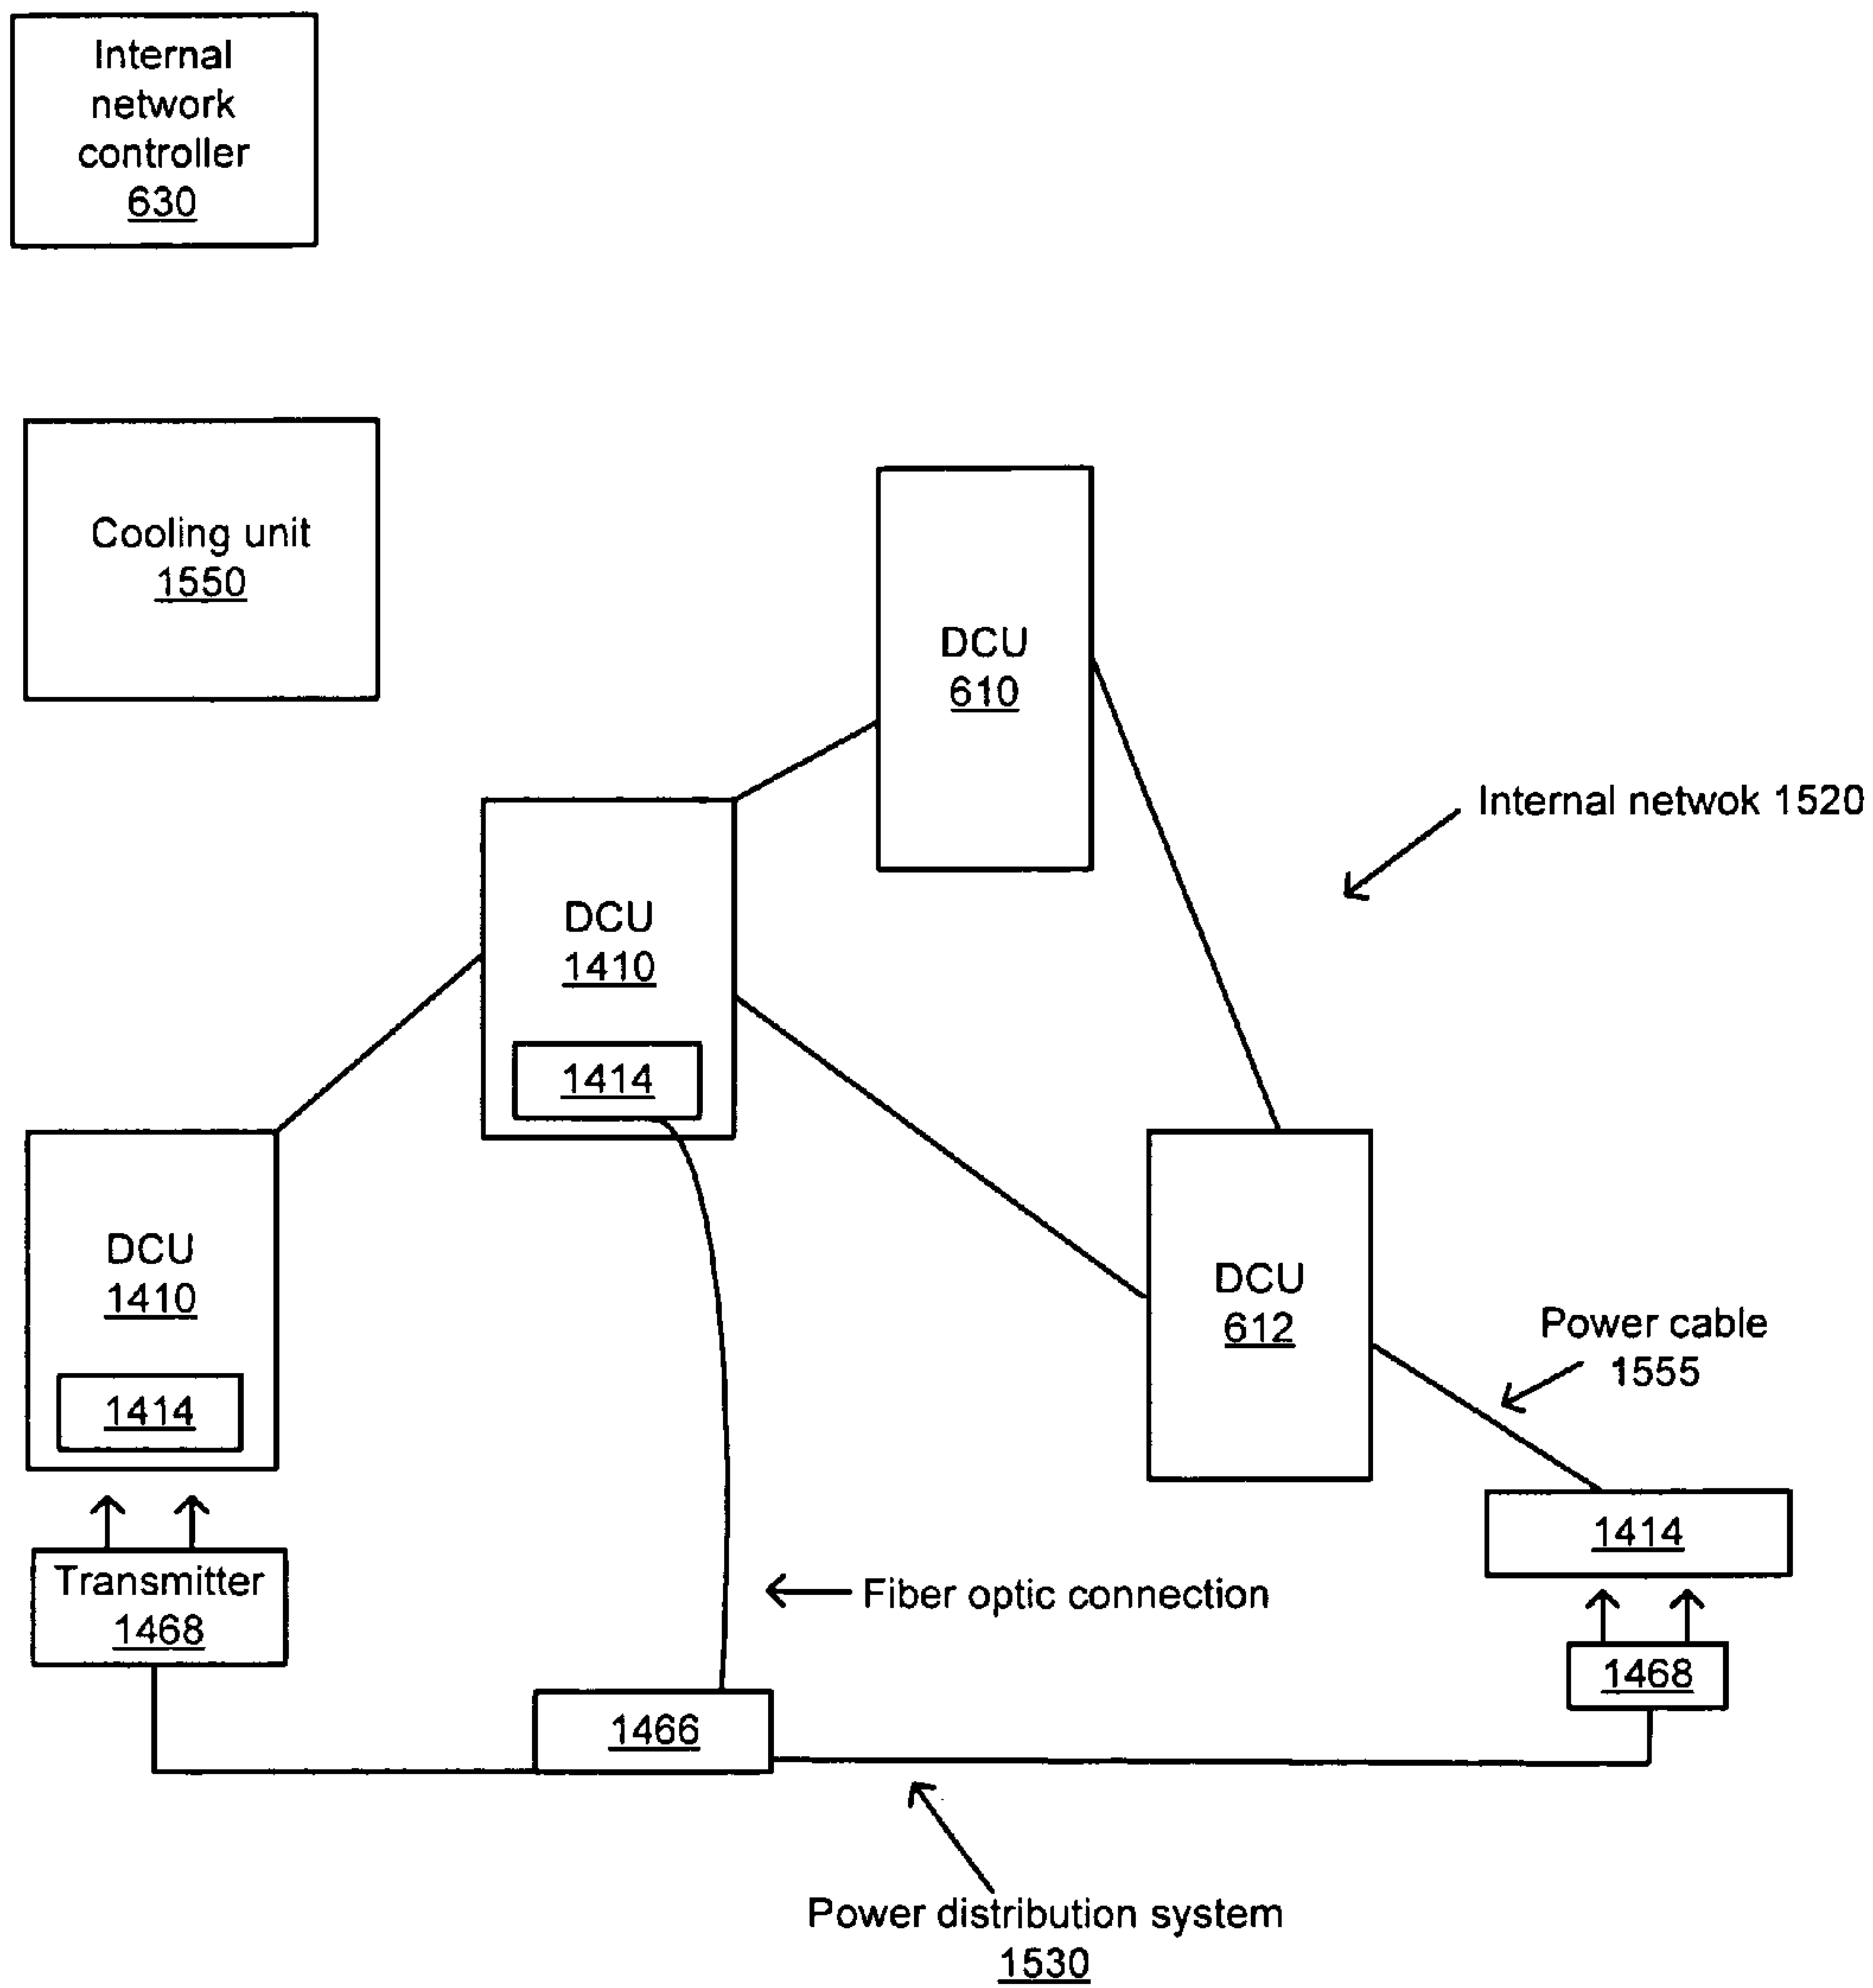 Internal
network
controller
630
Cooling unit
1550
DCU
610
Internal netwok 1520
DCU
1410
1414
DCU
1410
1414
DCU
612
Power cable
1555
1414
Transmitter
1468
Fiber optic connection
1468
1466
Power distribution system
1530